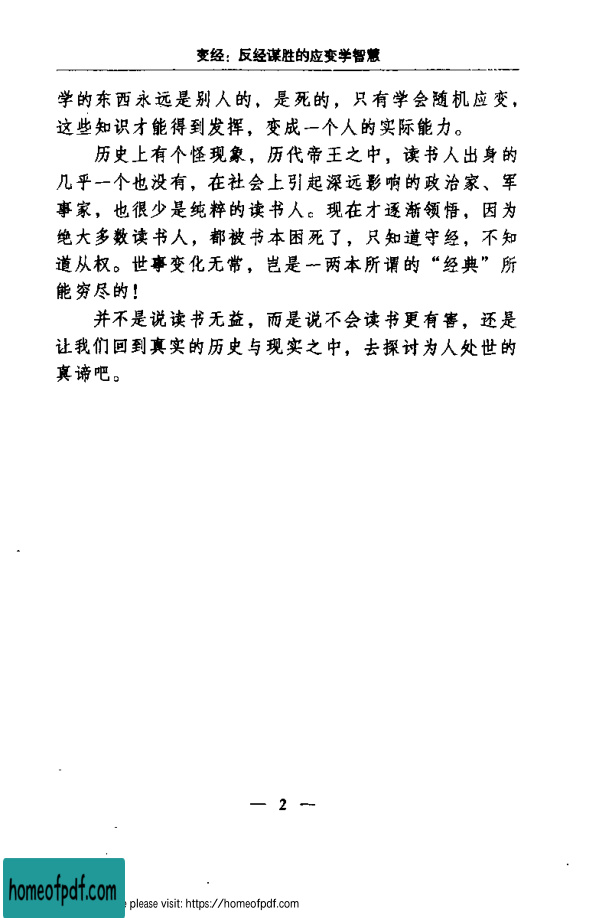 变经：反经谋胜的应变学智慧
学的东西永远是别人的，是死的，只有学会随机应变，
这些知识才能得到发挥，变成一个人的实际能力。
历史上有个怪现象，历代帝王之中，读书人出身的
几乎一个也没有，在社会上引起深远影响的政治家、军
事家，也很少是纯粹的读书人。现在才逐渐领悟，因为
绝大多数读书人，都被书本困死了，只知道守经，不知
道从权。世事变化无常，岂是一两本所谓的“经典”所
能穷尽的！
并不是说读书无益，而是说不会读书更有害，还是
让我们回到真实的历史与现实之中，去探讨为人处世的
真谛吧。
— 2 —
homeofpdf.com
please visit: https://homeofpdf.com